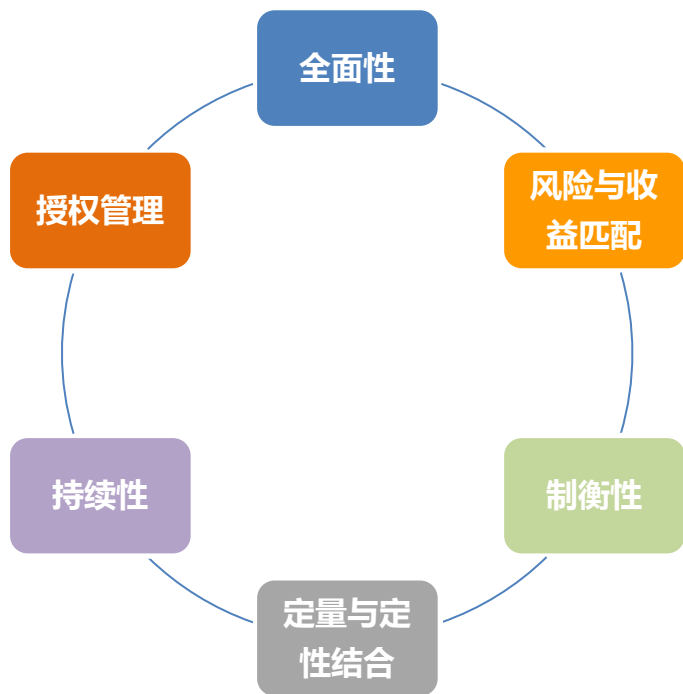 全面性
风险与收
益匹配
制衡性
定量与定
性结合
持续性
授权管理